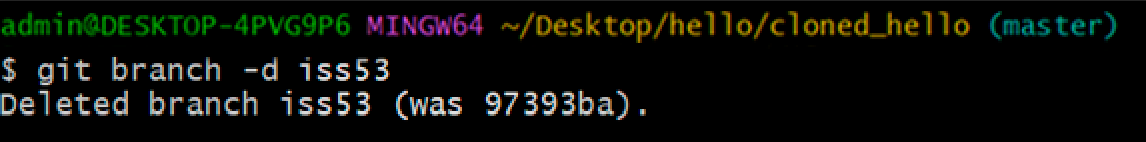 admin@DESKTOP-4PVG9P6 MINGW64 ~/Desktop/hello/cloned_hello (master)
$ git branch -d iss53
Deleted branch iss53 (was 97393ba).